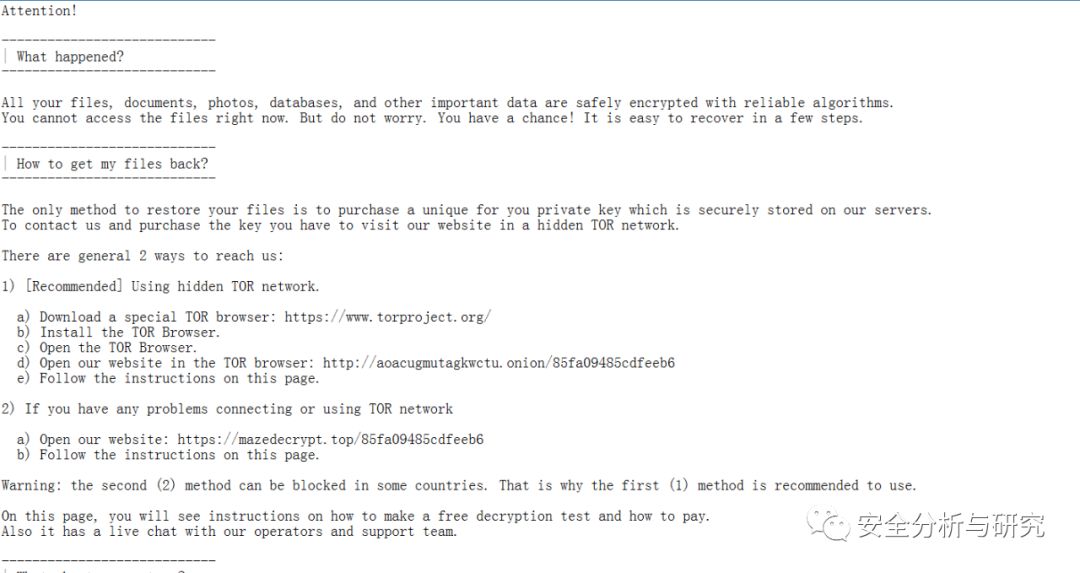 Attention!
----------------------------
| What happened?
----------------------------
All your files, documents, photos, databases, and other important data are safely encrypted with reliable algorithms.
You cannot access the files right now. But do not worry. You have a chance! It is easy to recover in a few steps.
----------------------------
| How to get my files back?
----------------------------
The only method to restore your files is to purchase a unique for you private key which is securely stored on our servers.
To contact us and purchase the key you have to visit our website in a hidden TOR network.
There are general 2 ways to reach us:
1) [Recommended] Using hidden TOR network.
a) Download a special TOR browser: https://www.torproject.org/
b) Install the TOR Browser.
c) Open the TOR Browser.
d) Open our website in the TOR browser: http://aoacugmutagkwctu.onion/85fa09485cdfeeb6
e) Follow the instructions on this page.
2) If you have any problems connecting or using TOR network
a) Open our website: https://mazedecrypt.top/85fa09485cdfeeb6
b) Follow the instructions on this page.
Warning: the second (2) method can be blocked in some countries. That is why the first (1) method is recommended to use.
On this page, you will see instructions on how to make a free decryption test and how to pay.
Also it has a live chat with our operators and support team.
----------------------------
安全分析与研究